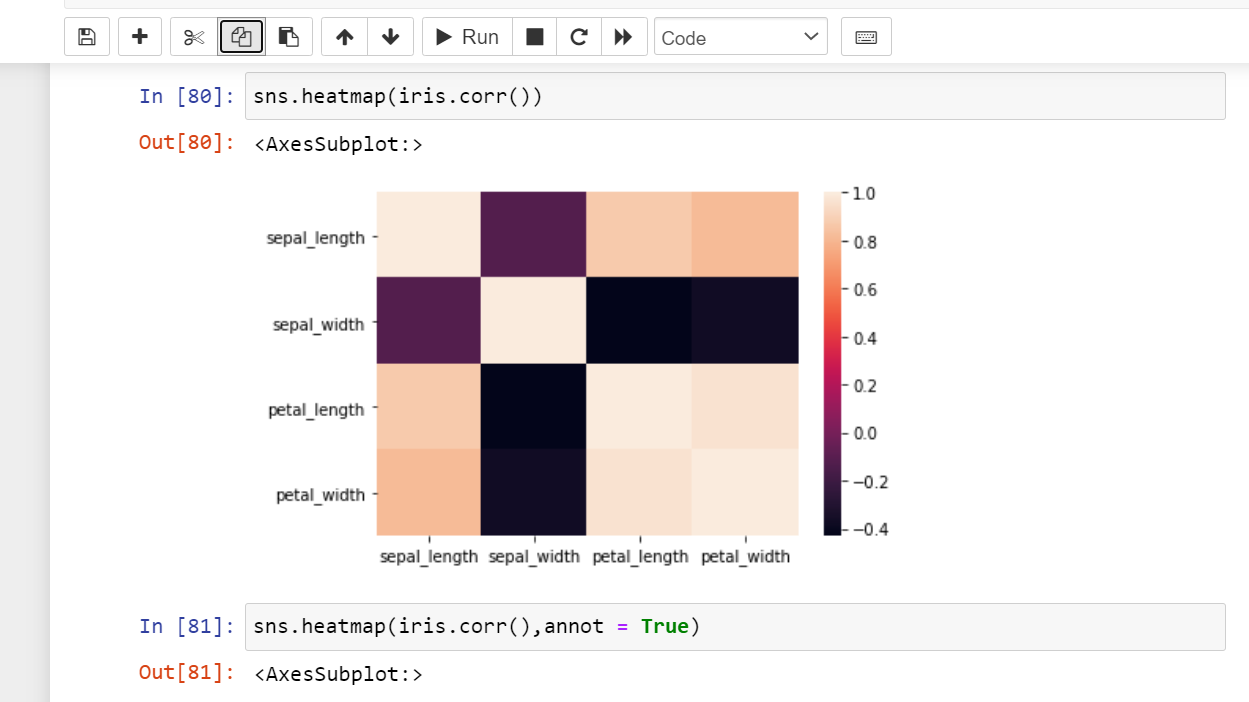 Run
Code
In [80]: sns.heatmap(iris.corr())
Out[80]: <AxesSubplot:>
1.0
sepal_length
0.8
0.6
sepal_width
0.4
0.2
petal_length
0.0
−0.2
petal_width
−0.4
sepal_length sepal_width petal_length petal_width
In [81]: sns.heatmap(iris.corr(),annot = True)
Out[81]: <AxesSubplot:>